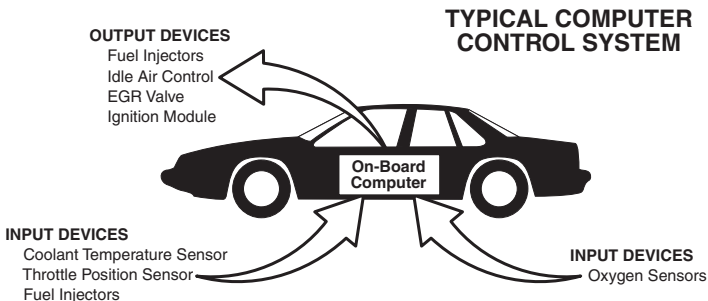 TYPICAL COMPUTER
CONTROL SYSTEM
OUTPUT DEVICES
Fuel Injectors
Idle Air Control
EGR Valve
Ignition Module
On-Board
Computer
INPUT DEVICES
Coolant Temperature Sensor
Throttle Position Sensor
Fuel Injectors
INPUT DEVICES
Oxygen Sensors